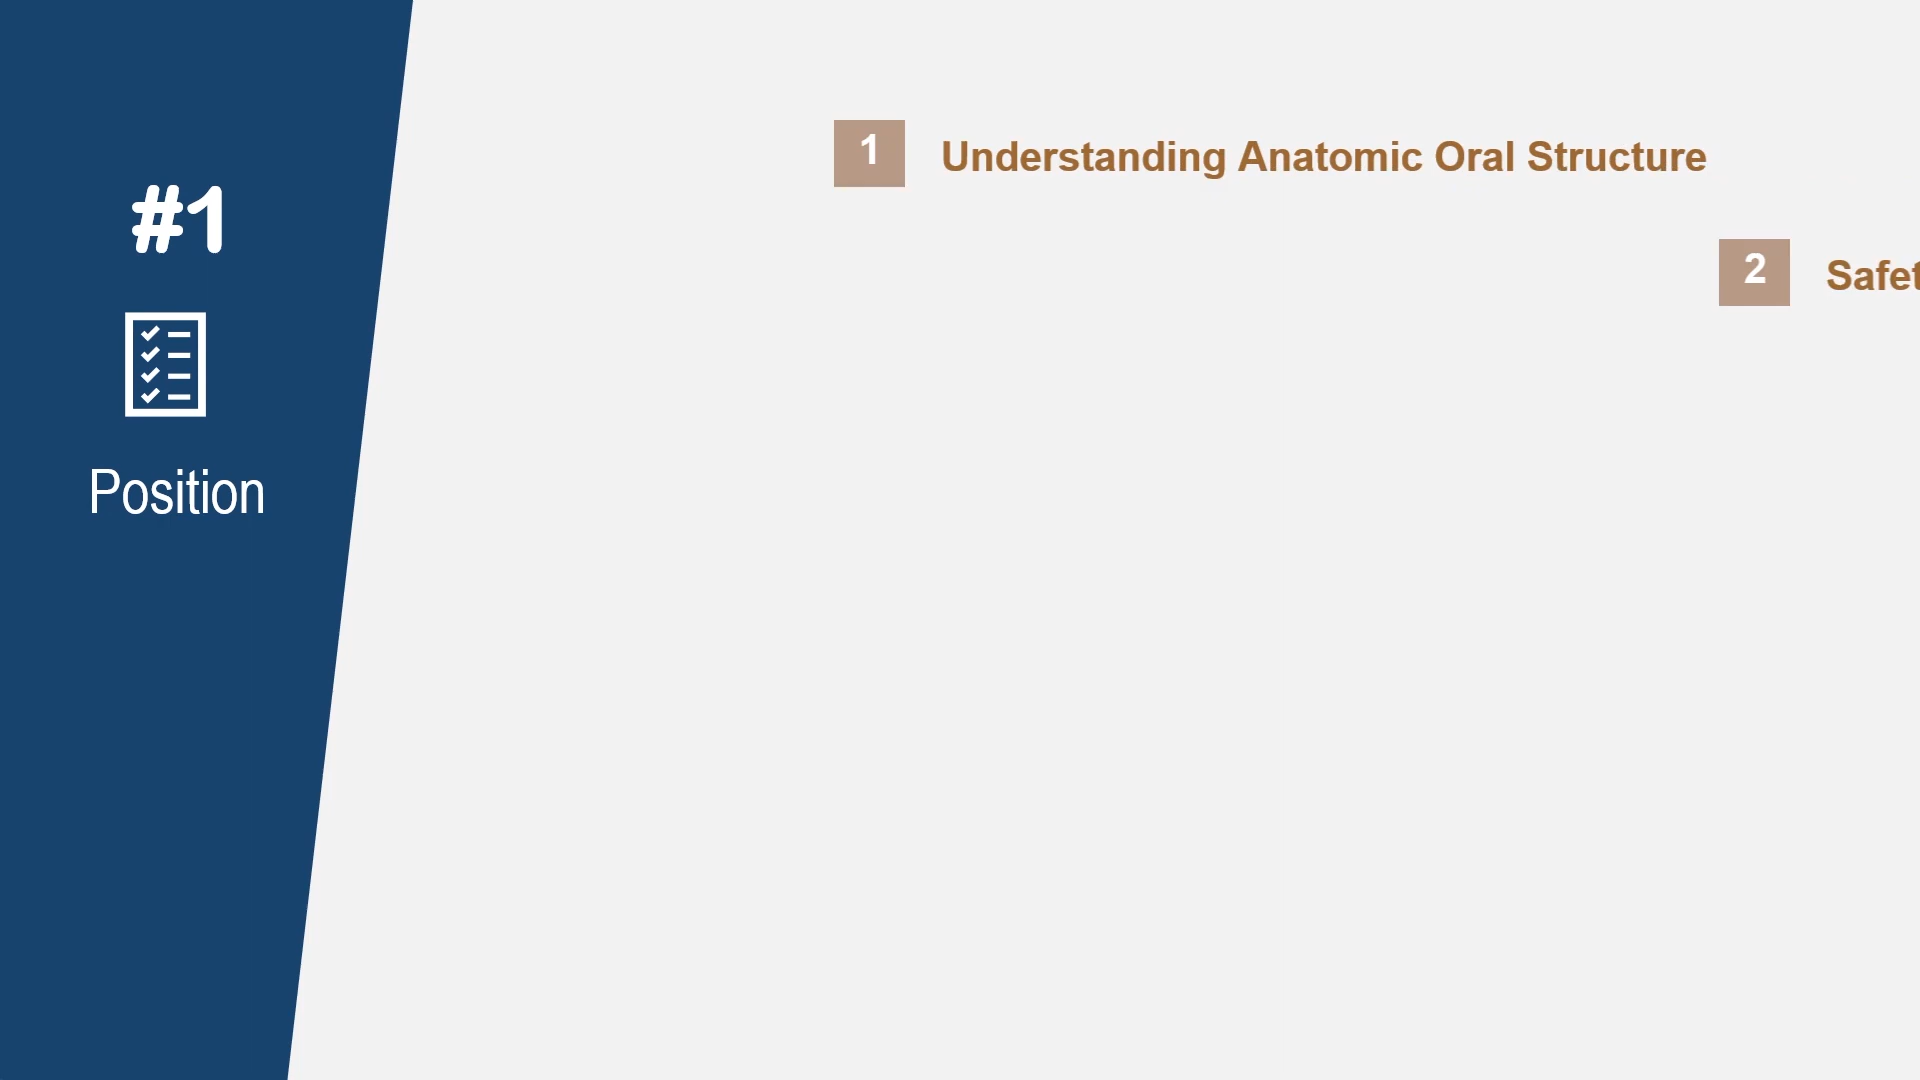 #1
Position
1 Understanding Anatomic Oral Structure
2